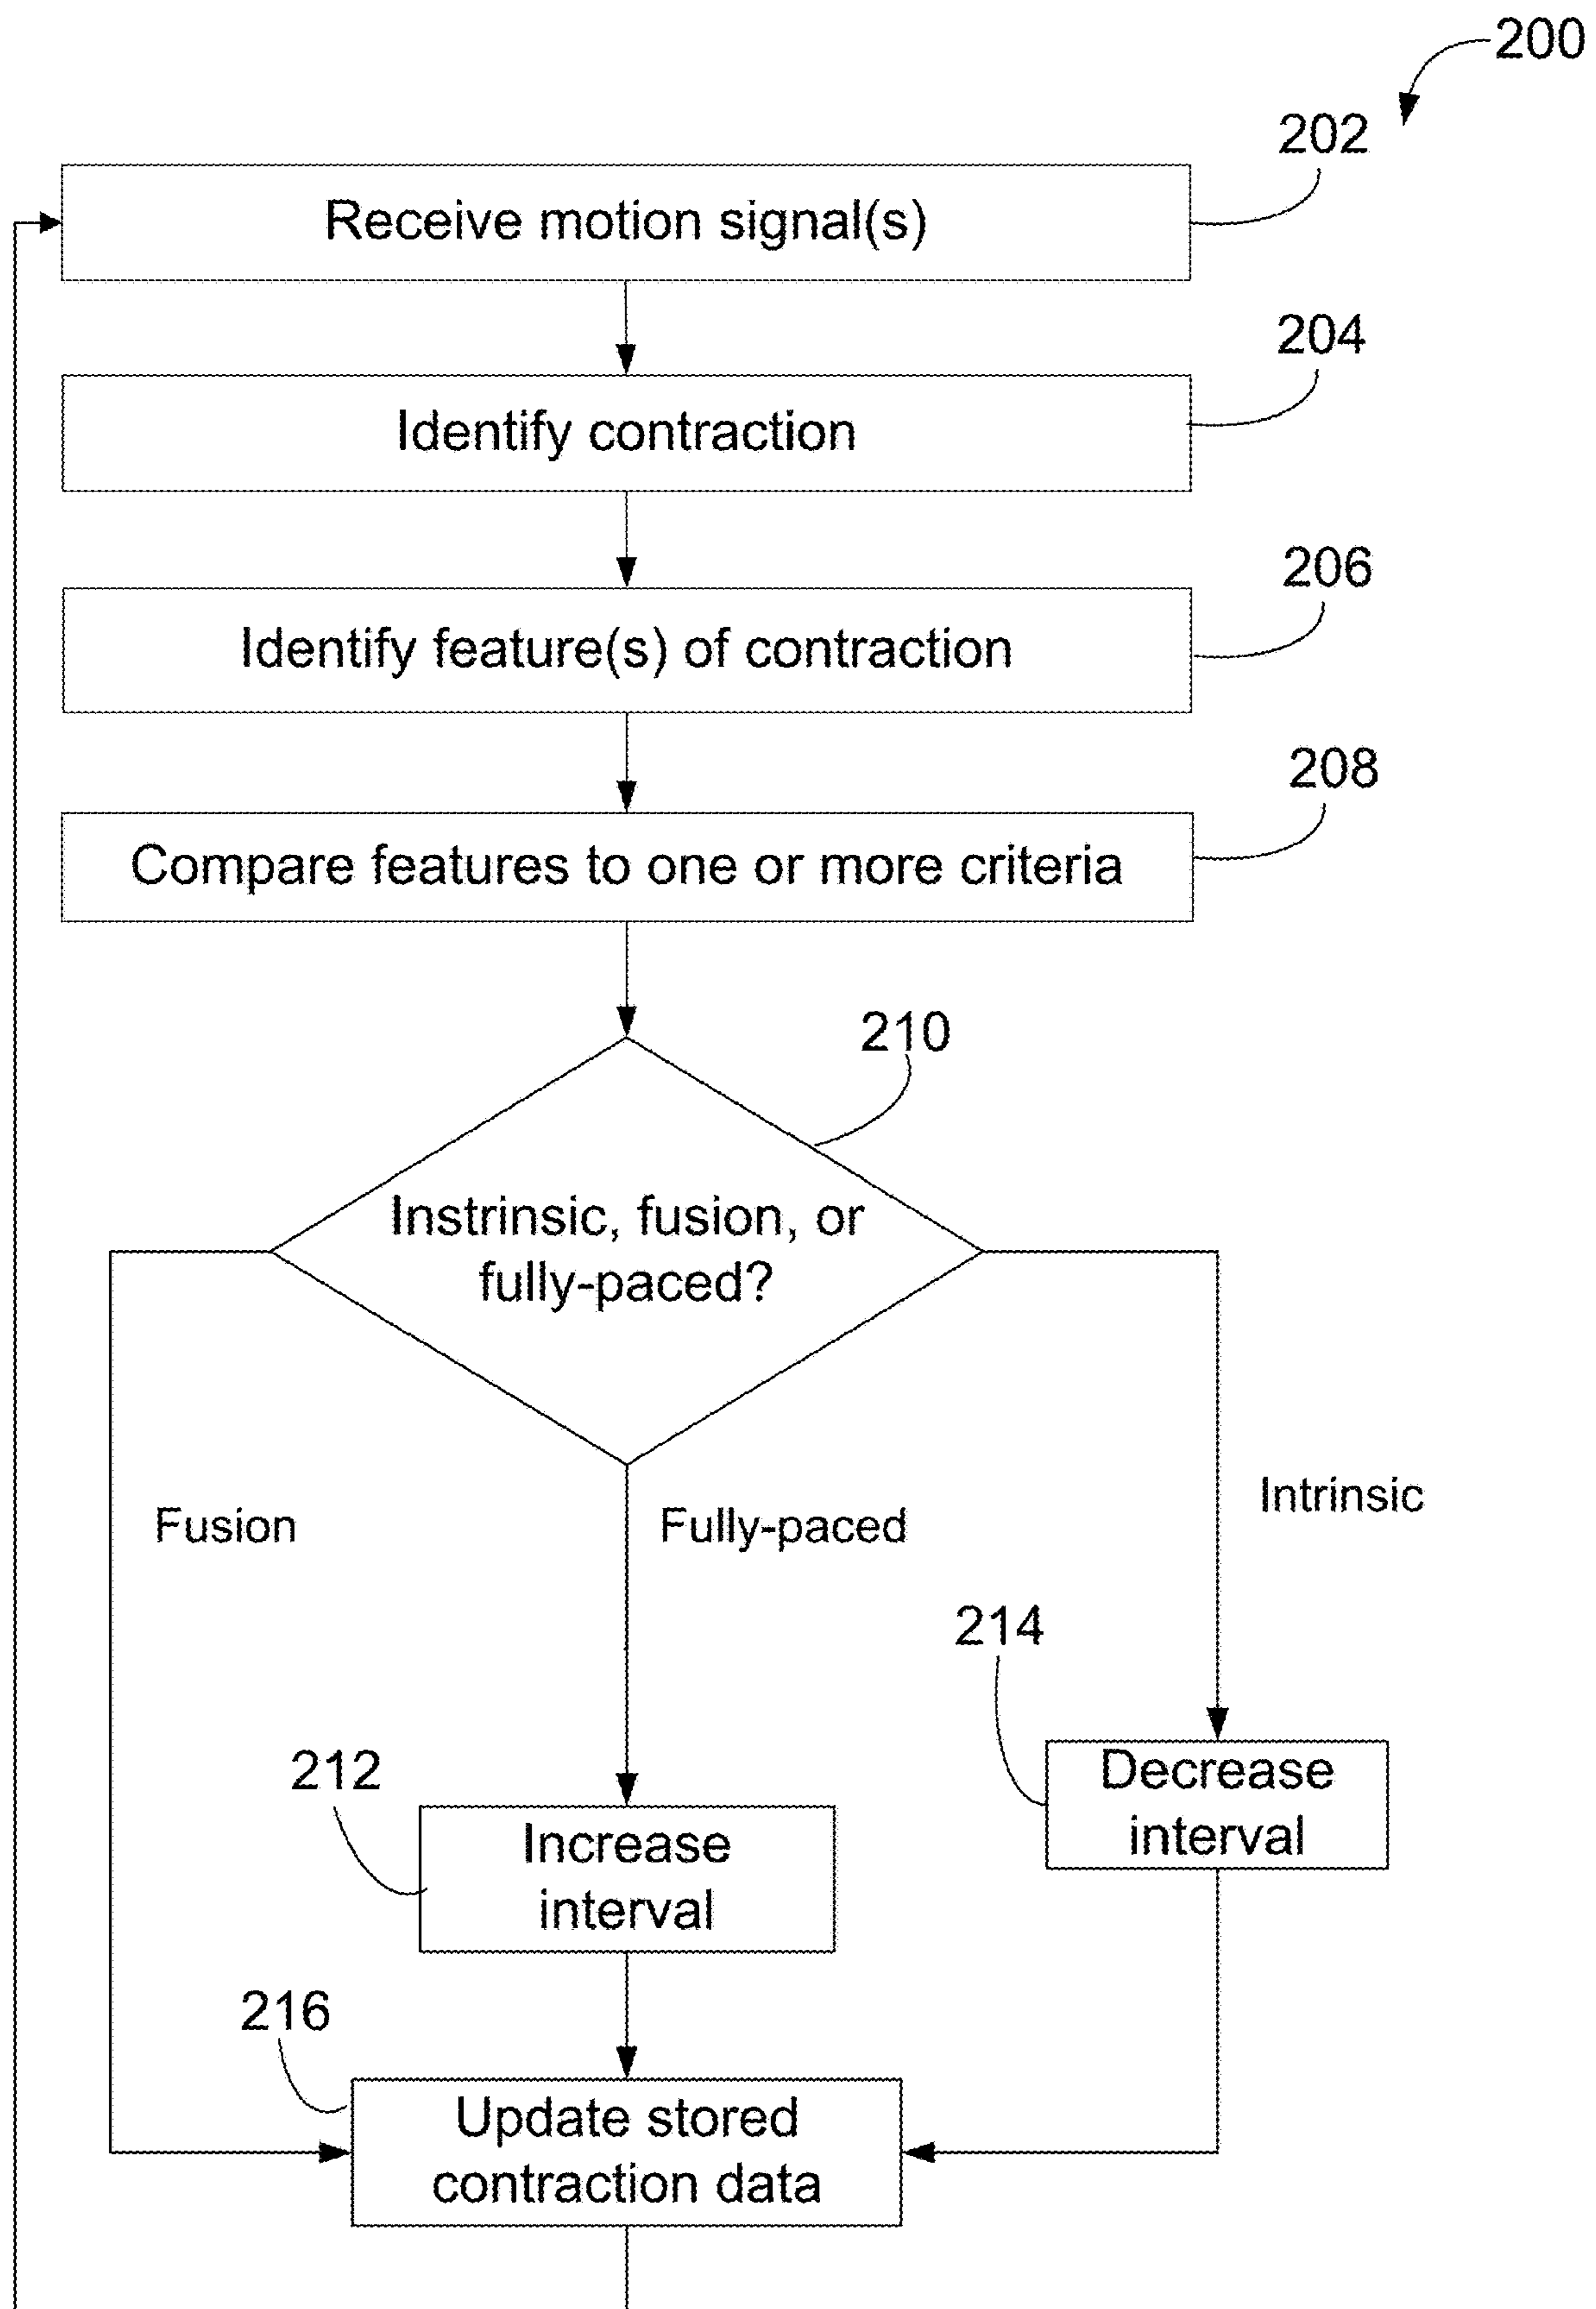 200
202
Receive motion signal(s)
204
Identify contraction
206
Identify feature(s) of contraction
208
Compare features to one or more criteria
210
Instrinsic, fusion, or
fully-paced?
Fusion
Fully-paced
Intrinsic
214
Decrease
interval
212
Increase
interval
216
Update stored
contraction data